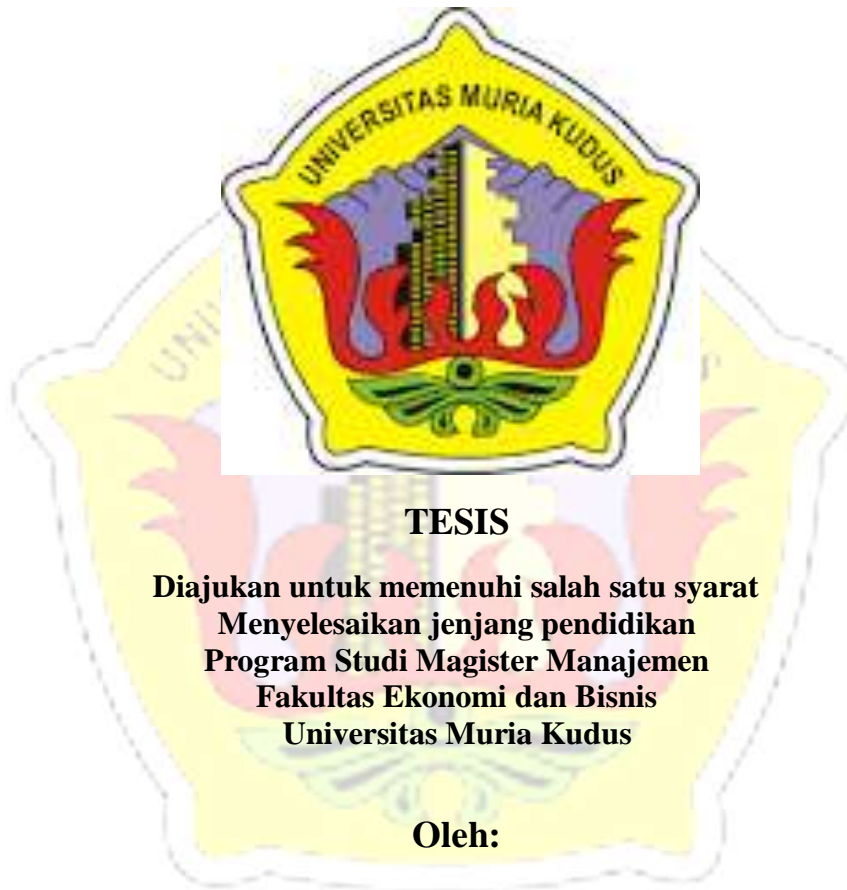 UNIVERSITAS MURIA KUDUS
TESIS
Diajukan untuk memenuhi salah satu syarat
Menyelesaikan jenjang pendidikan
Program Studi Magister Manajemen
Fakultas Ekonomi dan Bisnis
Universitas Muria Kudus
Oleh: